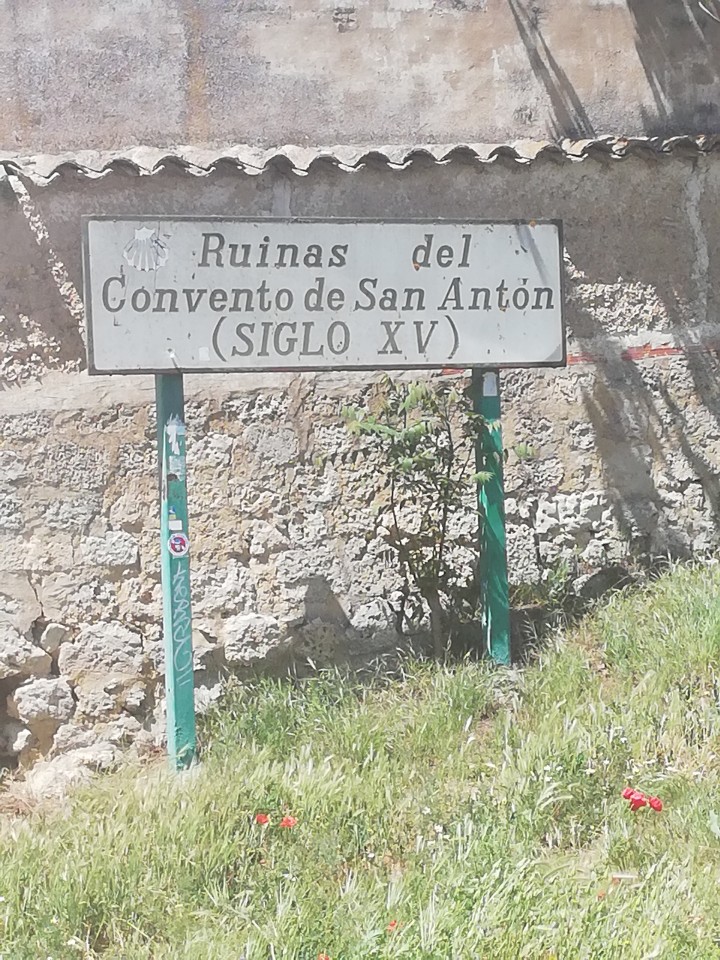 Ruinas del
Convento de San Antón
(SIGLO XV)